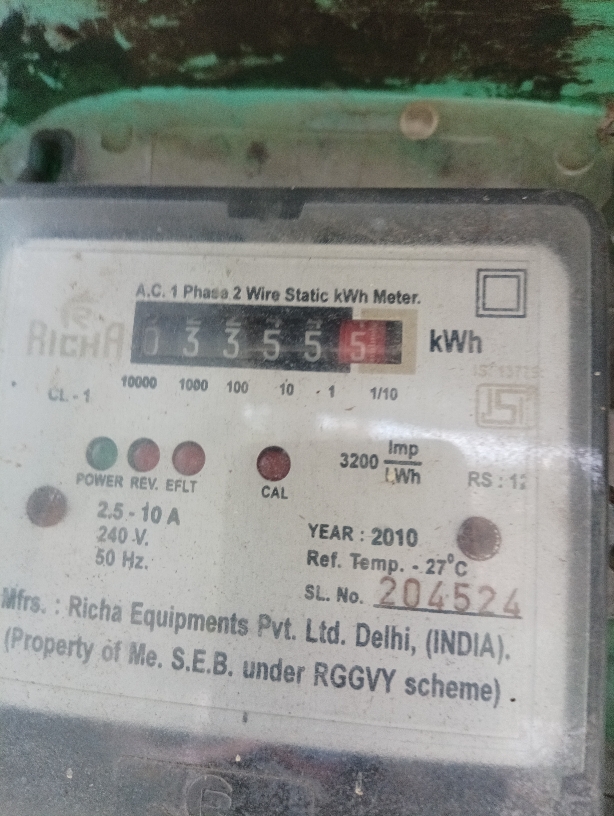 A.C. 1 Phase 2 Wire Static kWh Meter.
RICHA
0 3 3 5 5 5 kWh
10000 1000 100 10 1 1/10
CL - 1
ISI
3200 Imp/kWh
POWER REV. EFLT
CAL
RS : 12
2.5 - 10 A
240 V.
50 Hz.
YEAR : 2010
Ref. Temp. - 27°C
SL. No. 204524
Mfrs. : Richa Equipments Pvt. Ltd. Delhi, (INDIA).
(Property of Me. S.E.B. under RGGVY scheme).